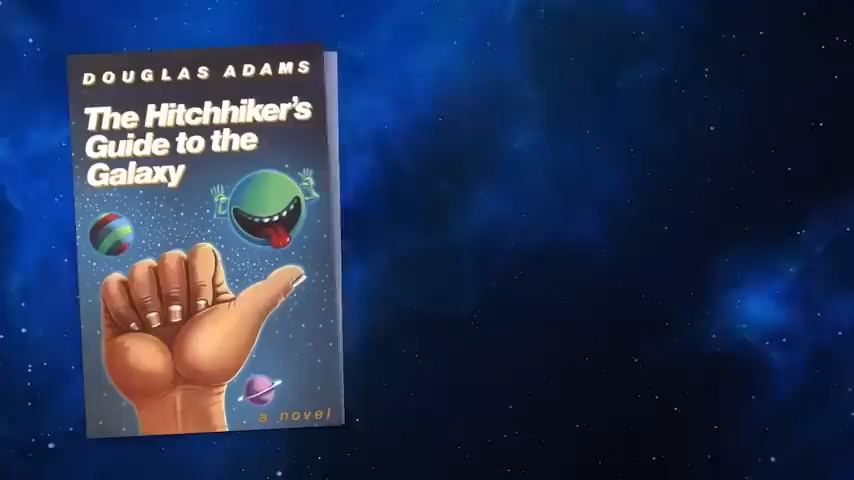 DOUGLAS ADAMS
The Hitchhiker's
Guide to the
Galaxy
a novel